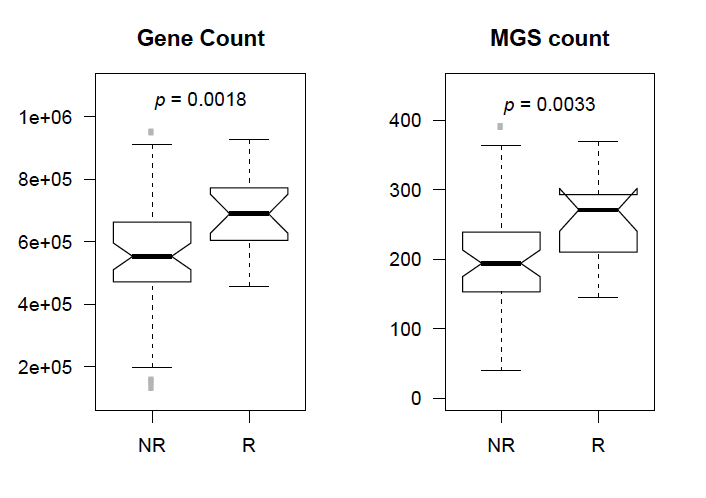 Gene Count
p = 0.0018
1e+06
8e+05
6e+05
4e+05
2e+05
NR R
MGS count
p = 0.0033
400
300
200
100
0
NR R